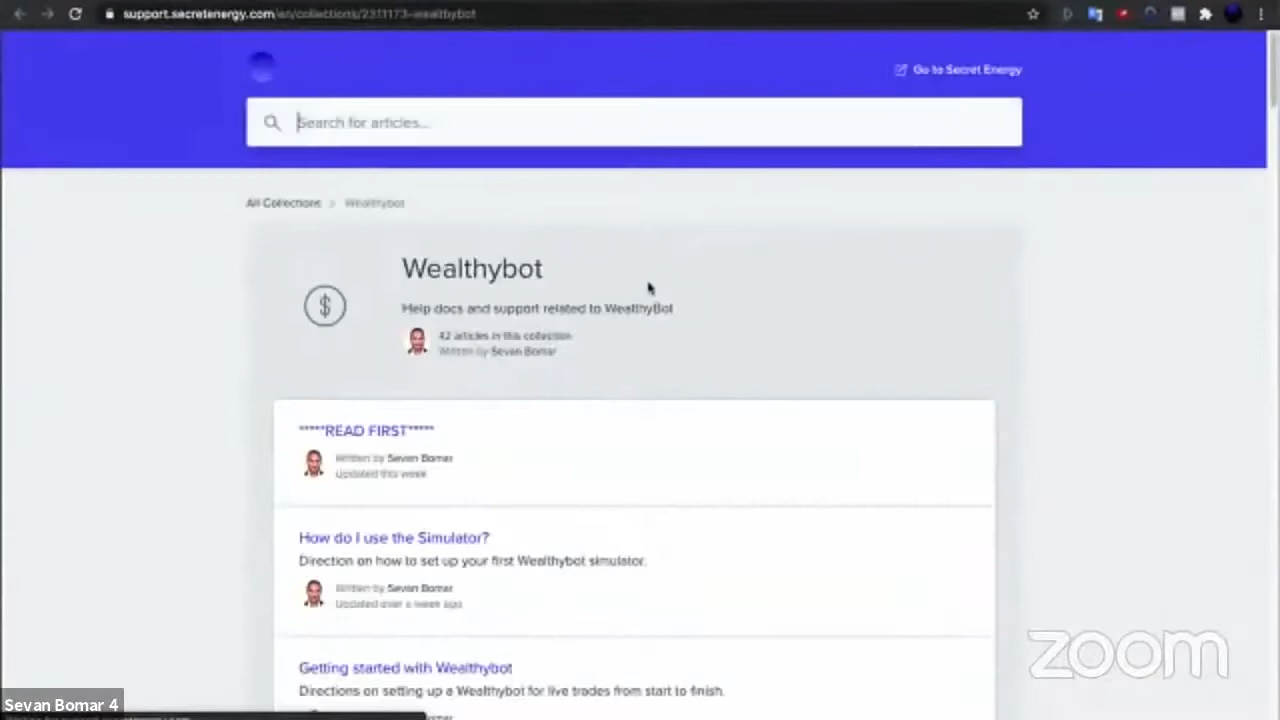 support.secretenergy.com/en/collections/2311173-wealthybot
Go to Secret Energy
Search for articles...
All Collections > Wealthybot
Wealthybot
$
Help docs and support related to WealthyBot
42 articles in this collection
Written by Sevan Bomar
*****READ FIRST*****
Written by Sevan Bomar
Updated this week
How do I use the Simulator?
Direction on how to set up your first Wealthybot simulator.
Written by Sevan Bomar
Updated over a week ago
Getting started with Wealthybot
Directions on setting up a Wealthybot for live trades from start to finish.
zoom
Sevan Bomar 4